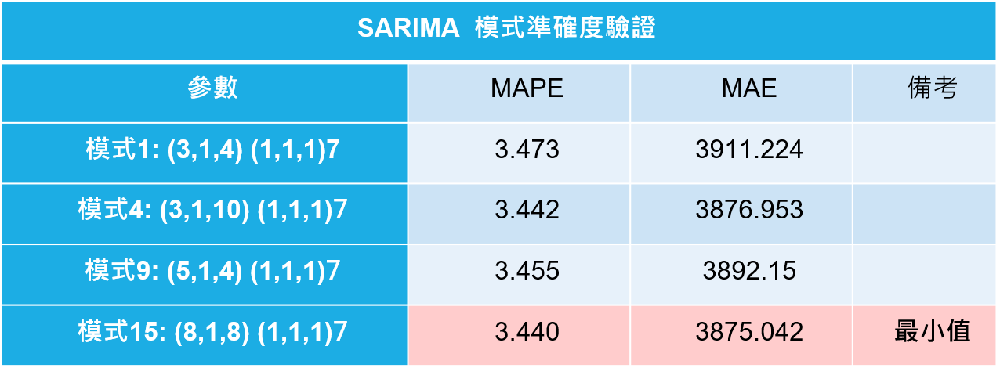 SARIMA 模式準確度驗證
參數 MAPE MAE 備考
模式1: (3,1,4) (1,1,1)7 3.473 3911.224
模式4: (3,1,10) (1,1,1)7 3.442 3876.953
模式9: (5,1,4) (1,1,1)7 3.455 3892.15
模式15: (8,1,8) (1,1,1)7 3.440 3875.042 最小值